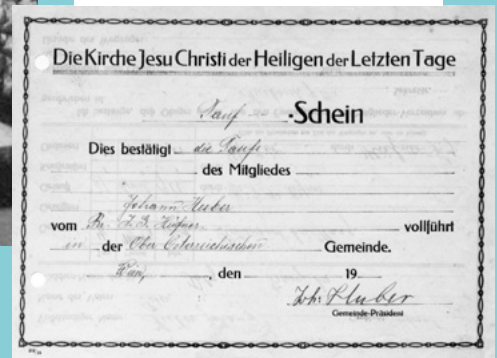 Die Kirche Jesu Christi der Heiligen der Letzten Tage
Tauf -Schein
Dies bestätigt die Taufe
des Mitgliedes
Johann Huber
vom Br. vollführt
in der Ober Österreichischen Gemeinde.
, den 19
Joh. Huber
Gemeinde-Präsident